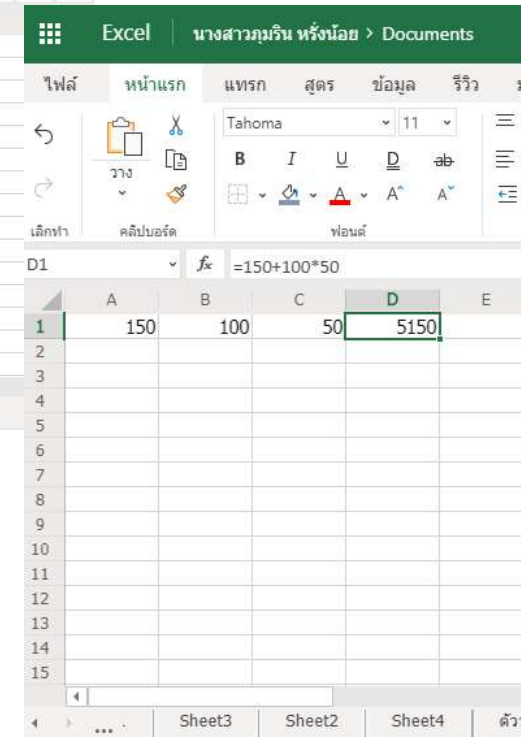 Excel นางสาวภุมริน หรั่งน้อย > Documents
ไฟล์ หน้าแรก แทรก สูตร ข้อมูล รีวิว
วาง
Tahoma 11
B I U D ab
A A^ A˅
เลิกทำ คลิปบอร์ด ฟอนต์
D1 fx =150+100*50
A B C D E
1 150 100 50 5150
2
3
4
5
6
7
8
9
10
11
12
13
14
15
... Sheet3 Sheet2 Sheet4